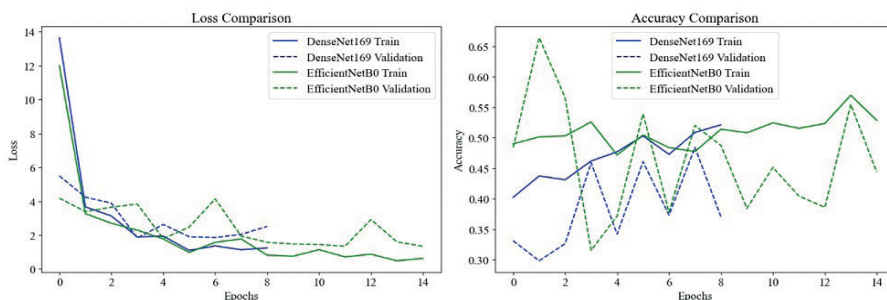 Loss Comparison
14
12
10
8
6
4
2
0
Loss
DenseNet169 Train
DenseNet169 Validation
EfficientNetB0 Train
EfficientNetB0 Validation
0 2 4 6 8 10 12 14
Epochs
Accuracy Comparison
0.65
0.60
0.55
0.50
0.45
0.40
0.35
0.30
Accuracy
DenseNet169 Train
DenseNet169 Validation
EfficientNetB0 Train
EfficientNetB0 Validation
0 2 4 6 8 10 12 14
Epochs